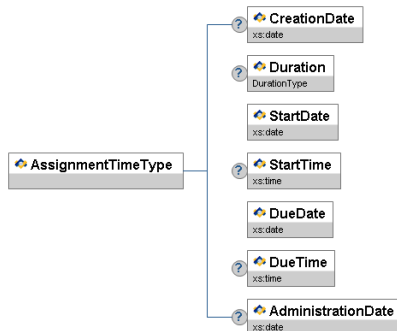 CreationDate
xs:date
?
Duration
DurationType
?
StartDate
xs:date
AssignmentTimeType
StartTime
xs:time
?
DueDate
xs:date
DueTime
xs:time
?
AdministrationDate
xs:date
?